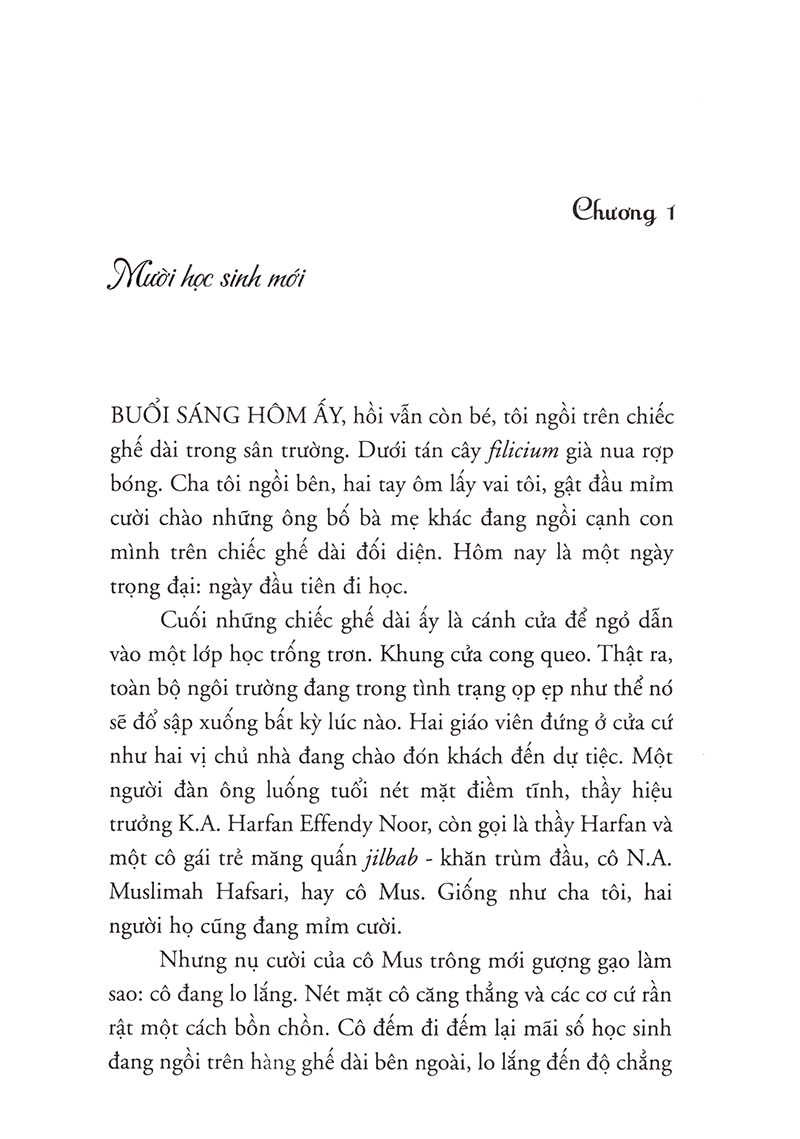 Chương 1
Mười học sinh mới
BUỔI SÁNG HÔM ẤY, hồi vẫn còn bé, tôi ngồi trên chiếc
ghế dài trong sân trường. Dưới tán cây filicium già nua rợp
bóng. Cha tôi ngồi bên, hai tay ôm lấy vai tôi, gật đầu mỉm
cười chào những ông bố bà mẹ khác đang ngồi cạnh con
mình trên chiếc ghế dài đối diện. Hôm nay là một ngày
trọng đại: ngày đầu tiên đi học.
Cuối những chiếc ghế dài ấy là cánh cửa để ngỏ dẫn
vào một lớp học trống trơn. Khung cửa cong queo. Thật ra,
toàn bộ ngôi trường đang trong tình trạng ọp ẹp như thể nó
sẽ đổ sập xuống bất kỳ lúc nào. Hai giáo viên đứng ở cửa cứ
như hai vị chủ nhà đang chào đón khách đến dự tiệc. Một
người đàn ông luống tuổi nét mặt điềm tĩnh, thầy hiệu
trưởng K.A. Harfan Effendy Noor, còn gọi là thầy Harfan và
một cô gái trẻ măng quấn jilbab - khăn trùm đầu, cô N.A.
Muslimah Hafsari, hay cô Mus. Giống như cha tôi, hai
người họ cũng đang mỉm cười.
Nhưng nụ cười của cô Mus trông mới gượng gạo làm
sao: cô đang lo lắng. Nét mặt cô căng thẳng và các cơ cứ rần
rật một cách bồn chồn. Cô đếm đi đếm lại mãi số học sinh
đang ngồi trên hàng ghế dài bên ngoài, lo lắng đến độ chẳng